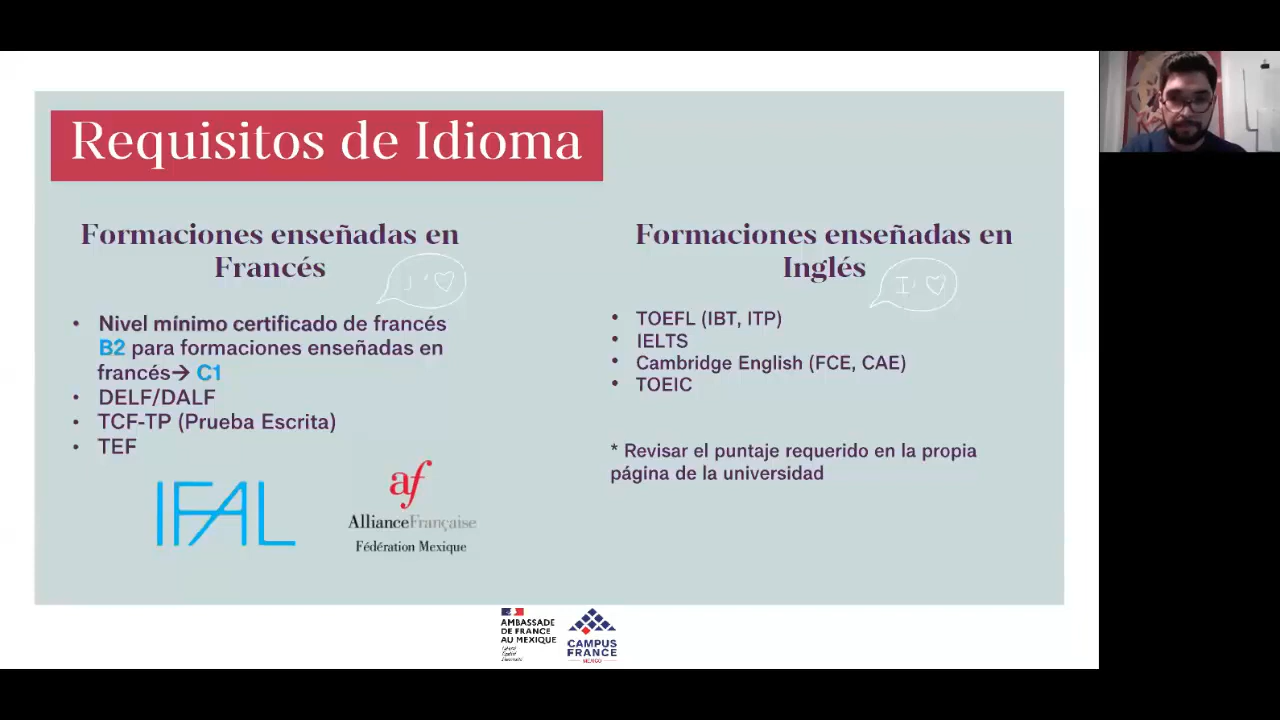 Requisitos de Idioma
Formaciones enseñadas en
Francés
Nivel mínimo certificado de francés
B2 para formaciones enseñadas en
francés→ C1
DELF/DALF
TCF-TP (Prueba Escrita)
TEF
IFAL
af
AllianceFrançaise
Fédération Mexique
Formaciones enseñadas en
Inglés
I
TOEFL (IBT, ITP)
IELTS
Cambridge English (FCE, CAE)
TOEIC
* Revisar el puntaje requerido en la propia
página de la universidad
AMBASSADE
DE FRANCE
AU MEXIQUE
CAMPUS
FRANCE
MEXICO